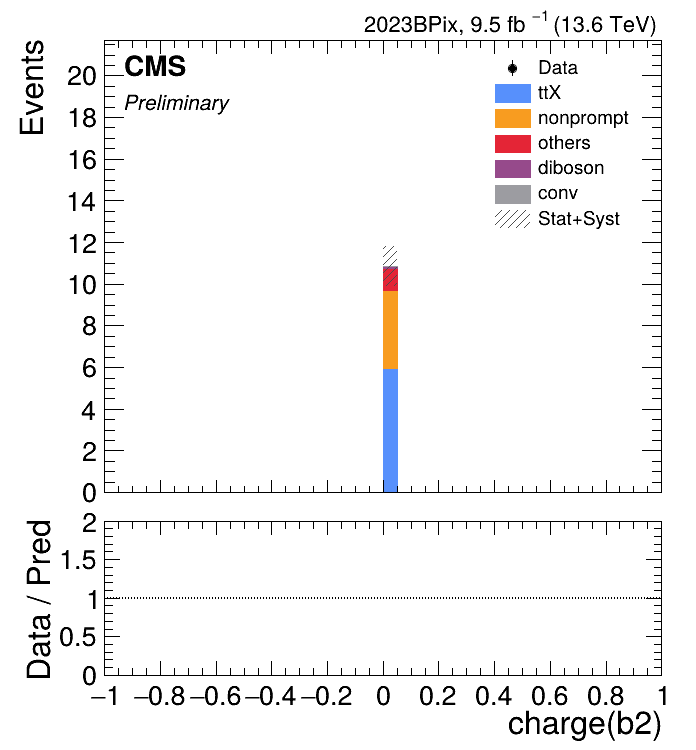 2023BPix, 9.5 fb⁻¹ (13.6 TeV)
CMS
Preliminary
Data
ttX
nonprompt
others
diboson
conv
Stat+Syst
Events
20
18
16
14
12
10
8
6
4
2
0
Data / Pred
2
1.5
1
0.5
0
−1 −0.8 −0.6 −0.4 −0.2 0 0.2 0.4 0.6 0.8 1
charge(b2)